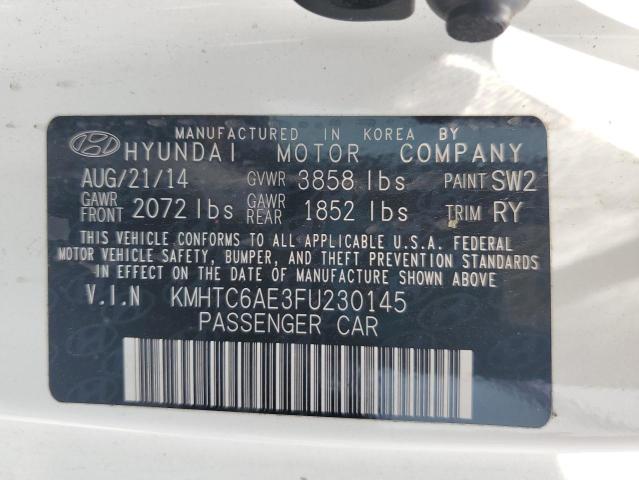 MANUFACTURED IN KOREA BY
HYUNDAI MOTOR COMPANY
AUG/21/14 GVWR 3858 lbs PAINT SW2
GAWR FRONT 2072 lbs GAWR REAR 1852 lbs TRIM RY
THIS VEHICLE CONFORMS TO ALL APPLICABLE U.S.A. FEDERAL
MOTOR VEHICLE SAFETY, BUMPER, AND THEFT PREVENTION STANDARDS
IN EFFECT ON THE DATE OF MANUFACTURE SHOWN ABOVE
V.I.N KMHTC6AE3FU230145
PASSENGER CAR